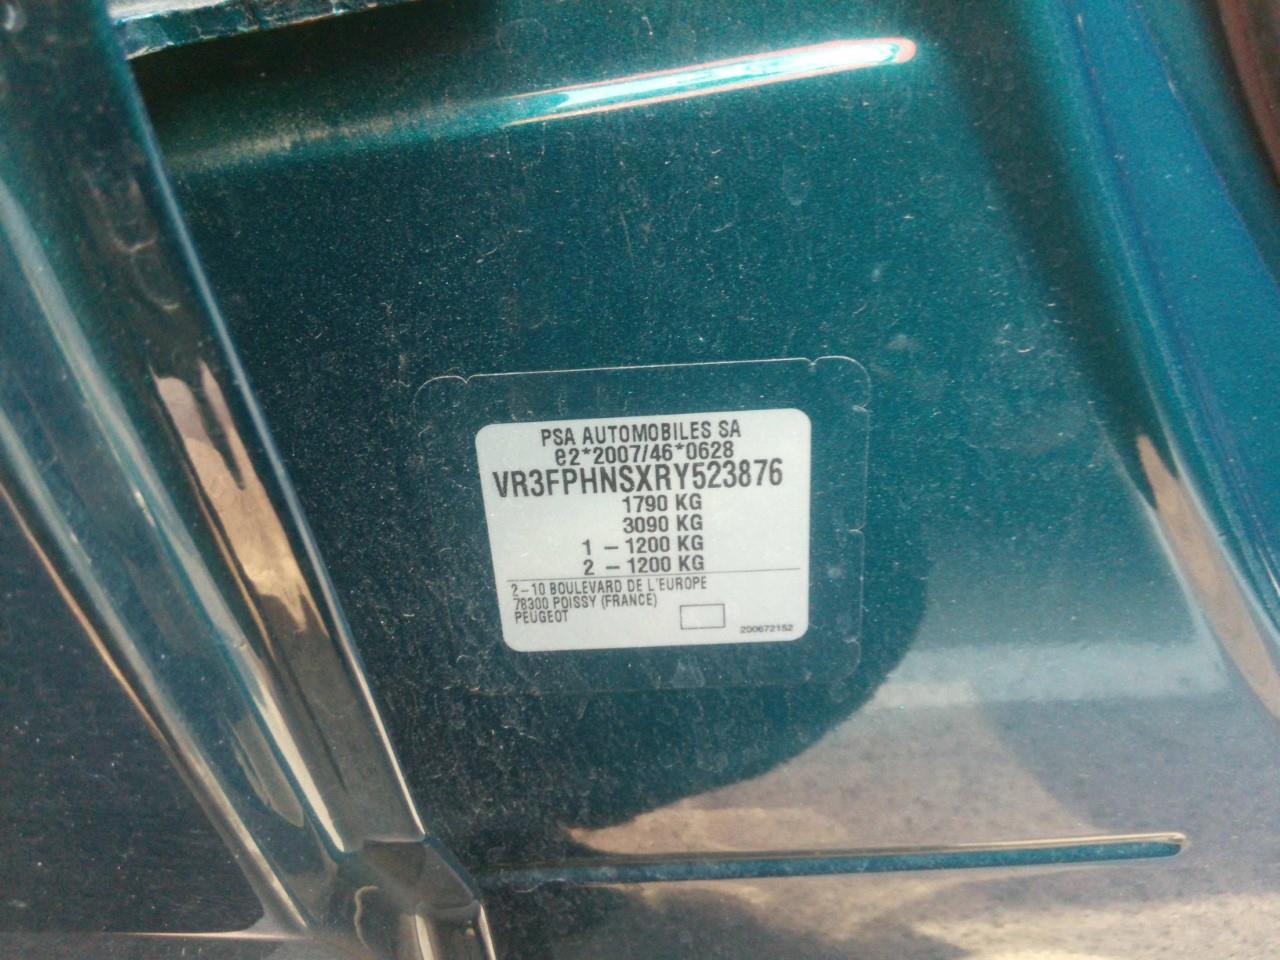 PSA AUTOMOBILES SA
e2*2007/46*0628
VR3FPHNSXRY523876
1790 KG
3090 KG
1 – 1200 KG
2 – 1200 KG
2–10 BOULEVARD DE L'EUROPE
78300 POISSY (FRANCE)
PEUGEOT
200672152